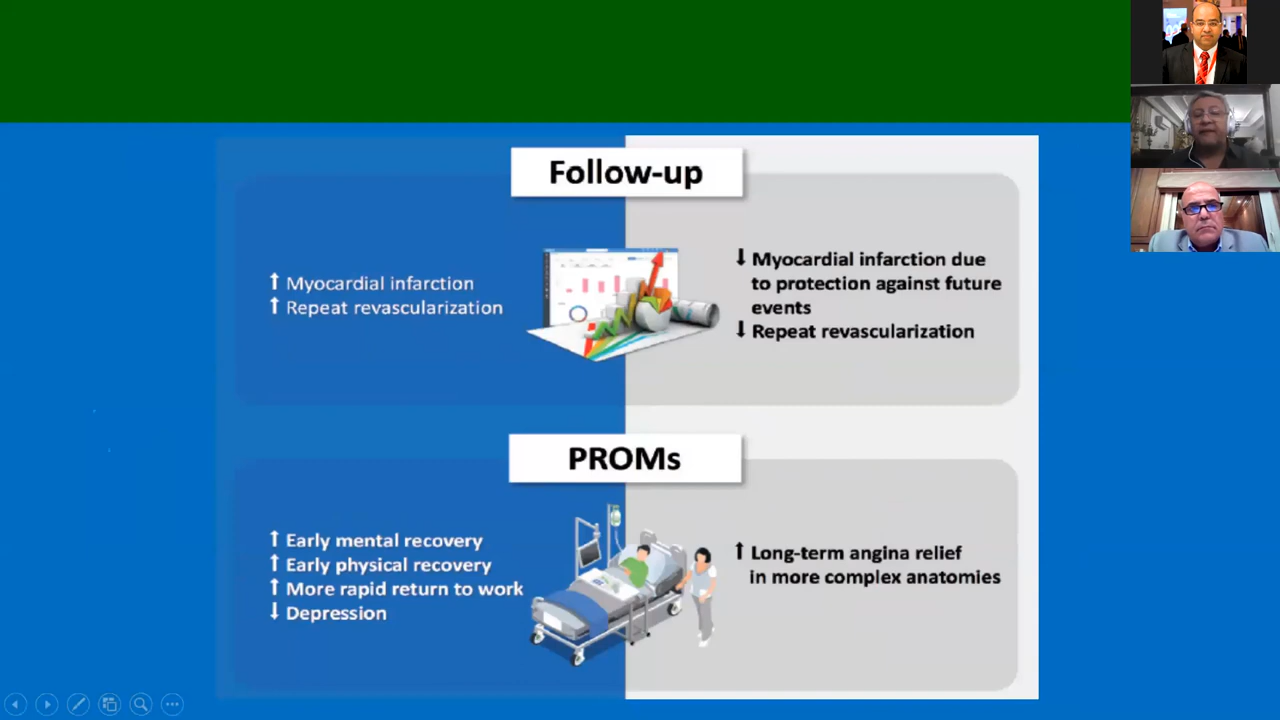 Follow-up
↑ Myocardial infarction
↑ Repeat revascularization
↓ Myocardial infarction due
to protection against future
events
↓ Repeat revascularization
PROMs
↑ Early mental recovery
↑ Early physical recovery
↑ More rapid return to work
↓ Depression
↑ Long-term angina relief
in more complex anatomies